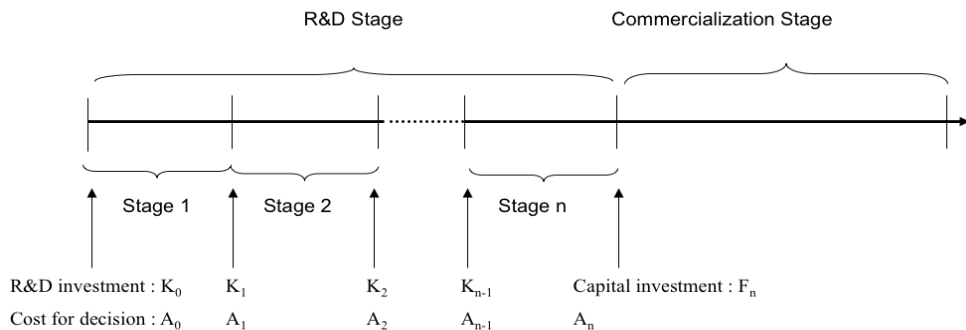 R&D Stage Commercialization Stage
Stage 1 Stage 2 Stage n
R&D investment : K₀ K₁ K₂ Kₙ₋₁ Capital investment : Fₙ
Cost for decision : A₀ A₁ A₂ Aₙ₋₁ Aₙ